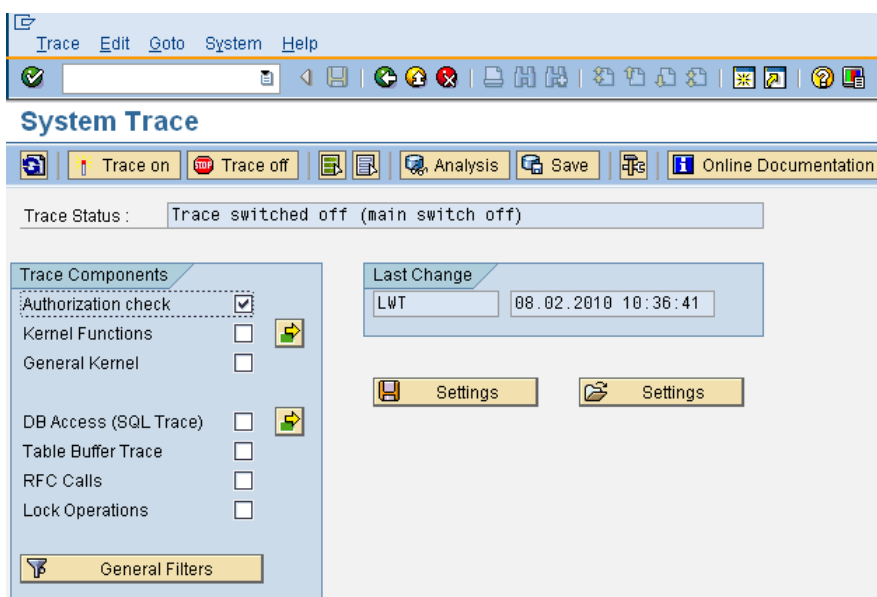 Trace Edit Goto System Help
System Trace
Trace on STOP Trace off Analysis Save Online Documentation
Trace Status : Trace switched off (main switch off)
Trace Components
Authorization check
Kernel Functions
General Kernel
DB Access (SQL Trace)
Table Buffer Trace
RFC Calls
Lock Operations
General Filters
Last Change
LWT 08.02.2010 10:36:41
Settings Settings